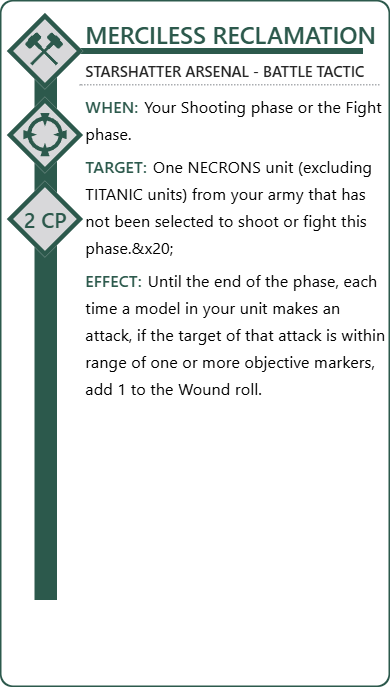 MERCILESS RECLAMATION
STARSHATTER ARSENAL - BATTLE TACTIC
WHEN: Your Shooting phase or the Fight
phase.
TARGET: One NECRONS unit (excluding
TITANIC units) from your army that has
not been selected to shoot or fight this
phase.&x20;
2 CP
EFFECT: Until the end of the phase, each
time a model in your unit makes an
attack, if the target of that attack is within
range of one or more objective markers,
add 1 to the Wound roll.